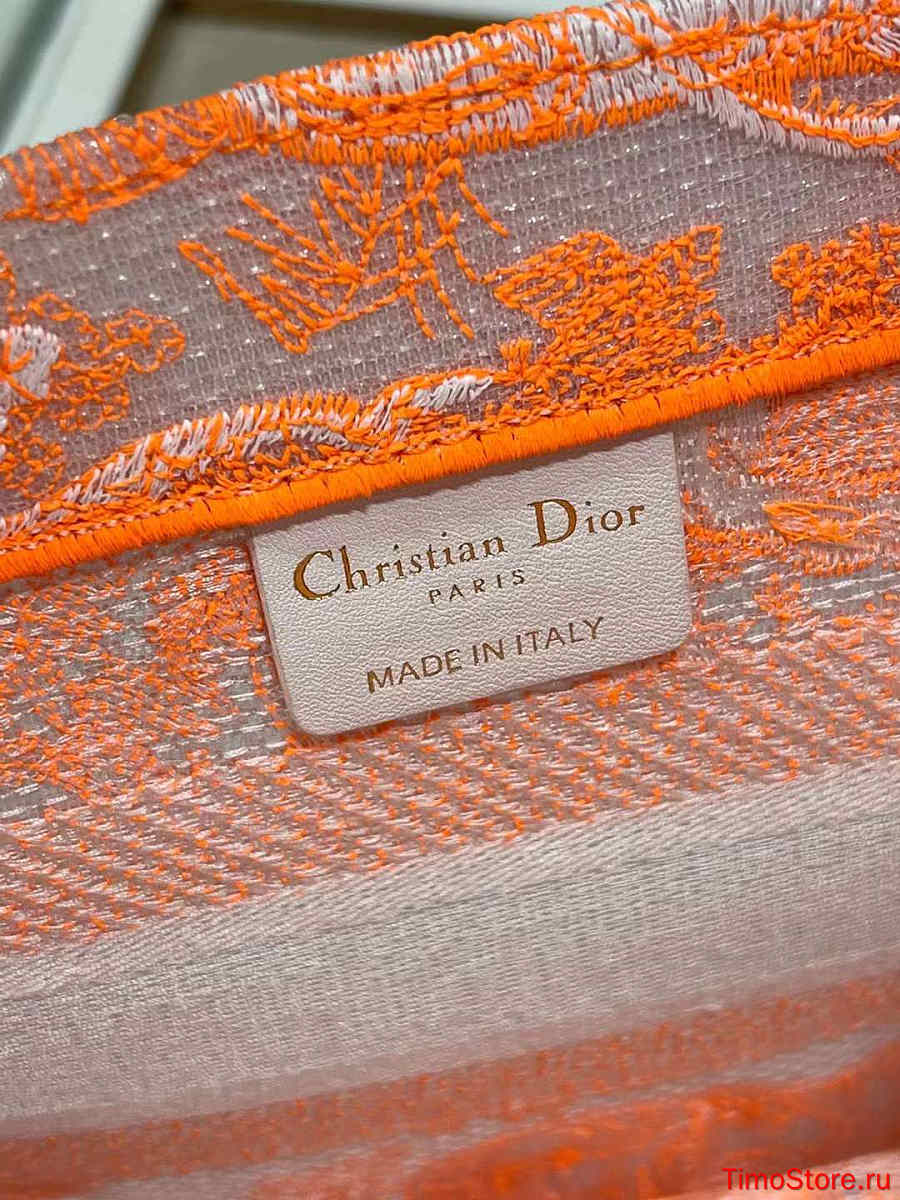 Christian Dior
PARIS
MADE IN ITALY
TimoStore.ru